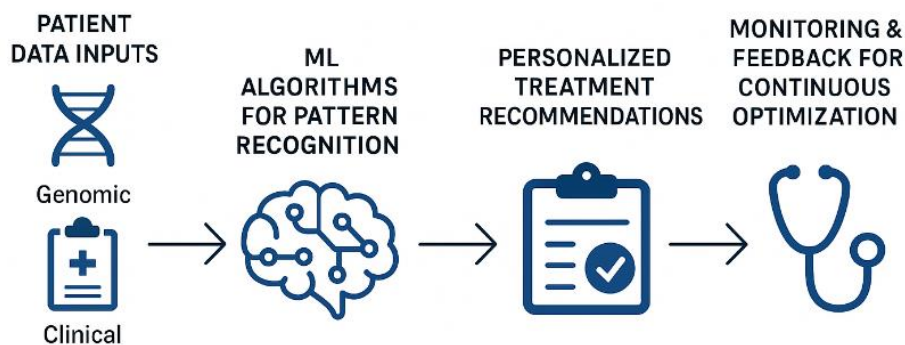 PATIENT
DATA INPUTS
Genomic
Clinical
ML
ALGORITHMS
FOR PATTERN
RECOGNITION
PERSONALIZED
TREATMENT
RECOMMENDATIONS
MONITORING &
FEEDBACK FOR
CONTINUOUS
OPTIMIZATION